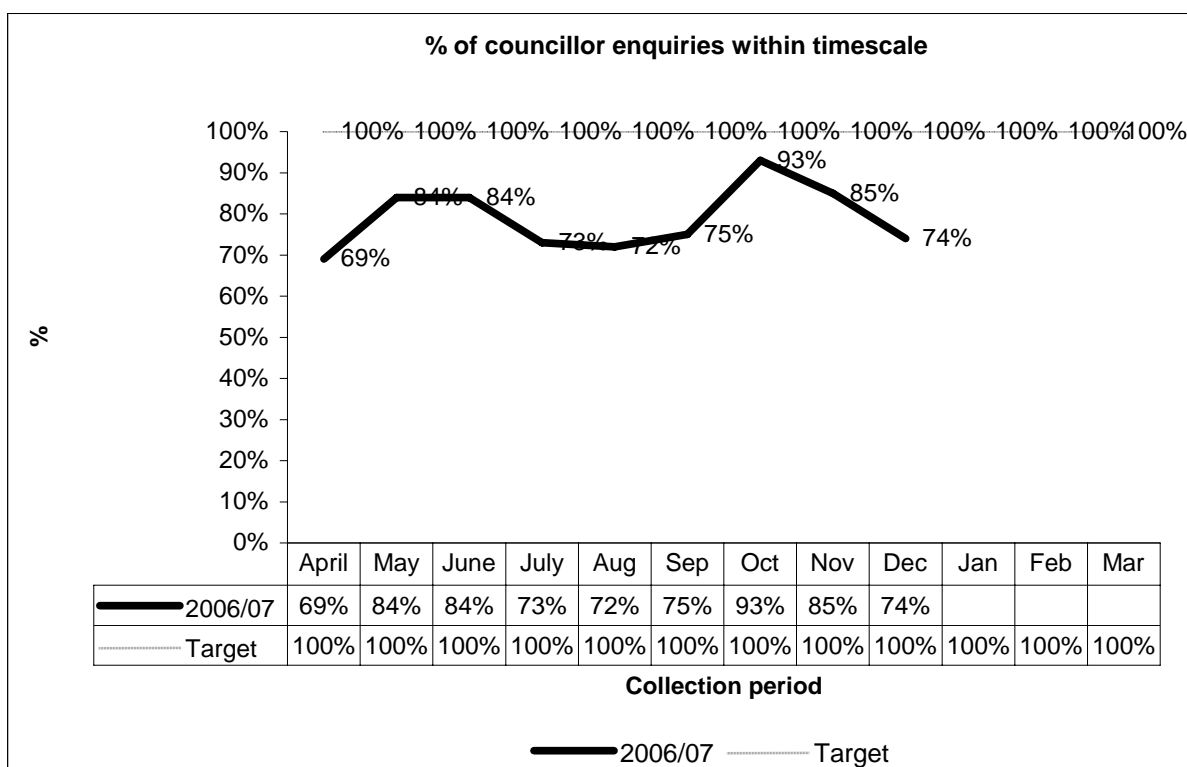 % of councillor enquiries within timescale
100% 100% 100% 100% 100% 100% 100% 100% 100% 100% 100% 100% 100%
93%
90%
84% 84% 85%
80%
73% 72% 75% 74%
70% 69%
60%
%
50%
40%
30%
20%
10%
0%
April May June July Aug Sep Oct Nov Dec Jan Feb Mar
2006/07 69% 84% 84% 73% 72% 75% 93% 85% 74%
Target 100% 100% 100% 100% 100% 100% 100% 100% 100% 100% 100% 100%
Collection period
2006/07 Target